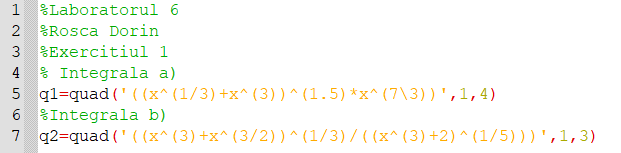 1 %Laboratorul 6
2 %Rosca Dorin
3 %Exercitiul 1
4 % Integrala a)
5 q1=quad('((x^(1/3)+x^(3))^(1.5)*x^(7\3))',1,4)
6 %Integrala b)
7 q2=quad('((x^(3)+x^(3/2))^(1/3)/((x^(3)+2)^(1/5)))',1,3)